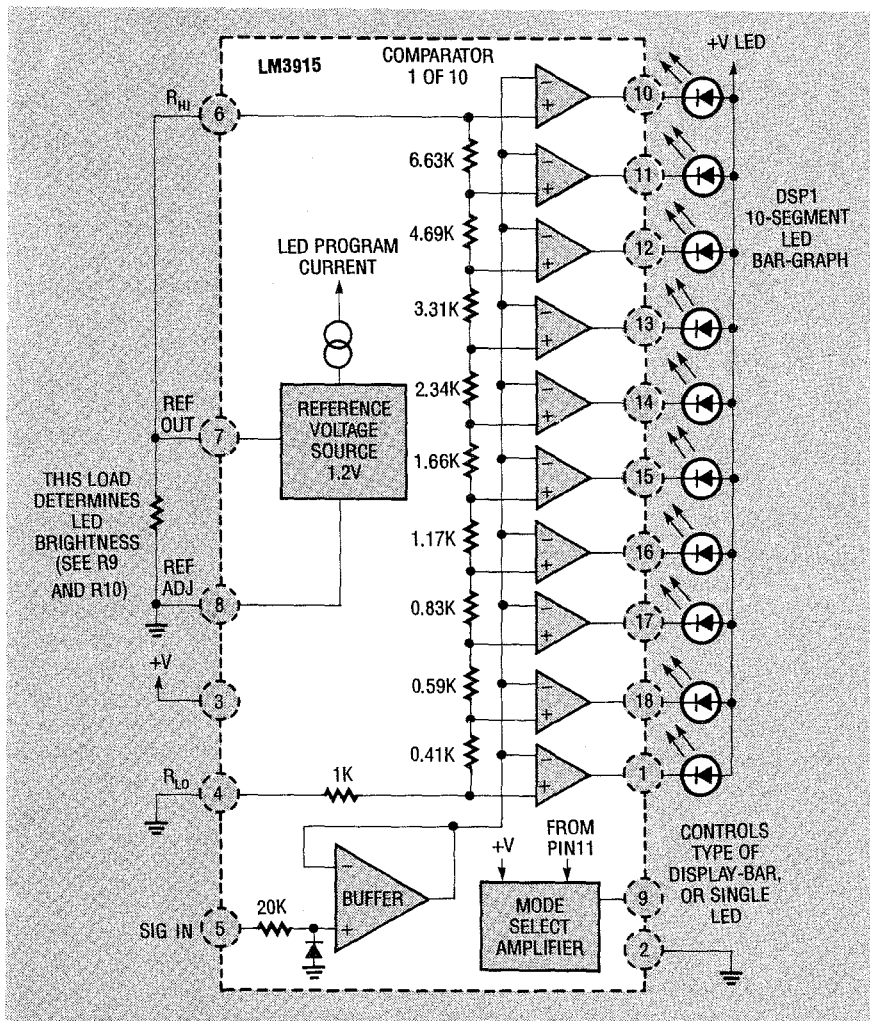 LM3915
COMPARATOR
1 OF 10
+V LED
R HI
6
10
6.63K
11
4.69K
12
DSP1
10-SEGMENT
LED
BAR-GRAPH
LED PROGRAM
CURRENT
3.31K
13
2.34K
14
REF
OUT
7
REFERENCE
VOLTAGE
SOURCE
1.2V
1.66K
15
THIS LOAD
DETERMINES
LED
BRIGHTNESS
(SEE R9
AND R10)
1.17K
16
REF
ADJ
8
0.83K
17
+V
3
0.59K
18
0.41K
1
R LO
4
1K
FROM
PIN11
+V
CONTROLS
TYPE OF
DISPLAY-BAR,
OR SINGLE
LED
BUFFER
MODE
SELECT
AMPLIFIER
9
SIG IN
5
20K
2